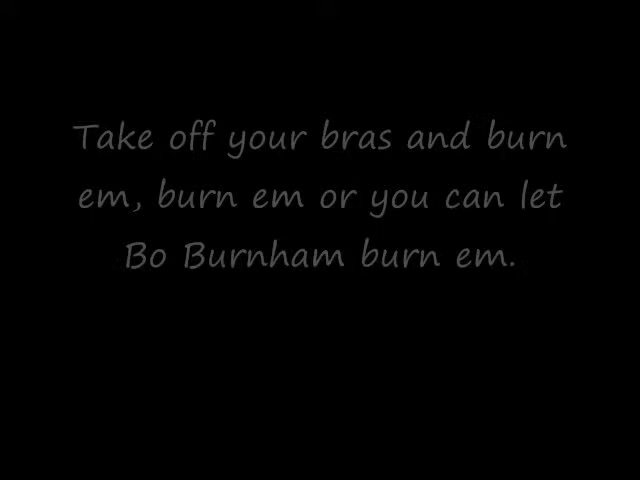 Take off your bras and burn
em, burn em or you can let
Bo Burnham burn em.